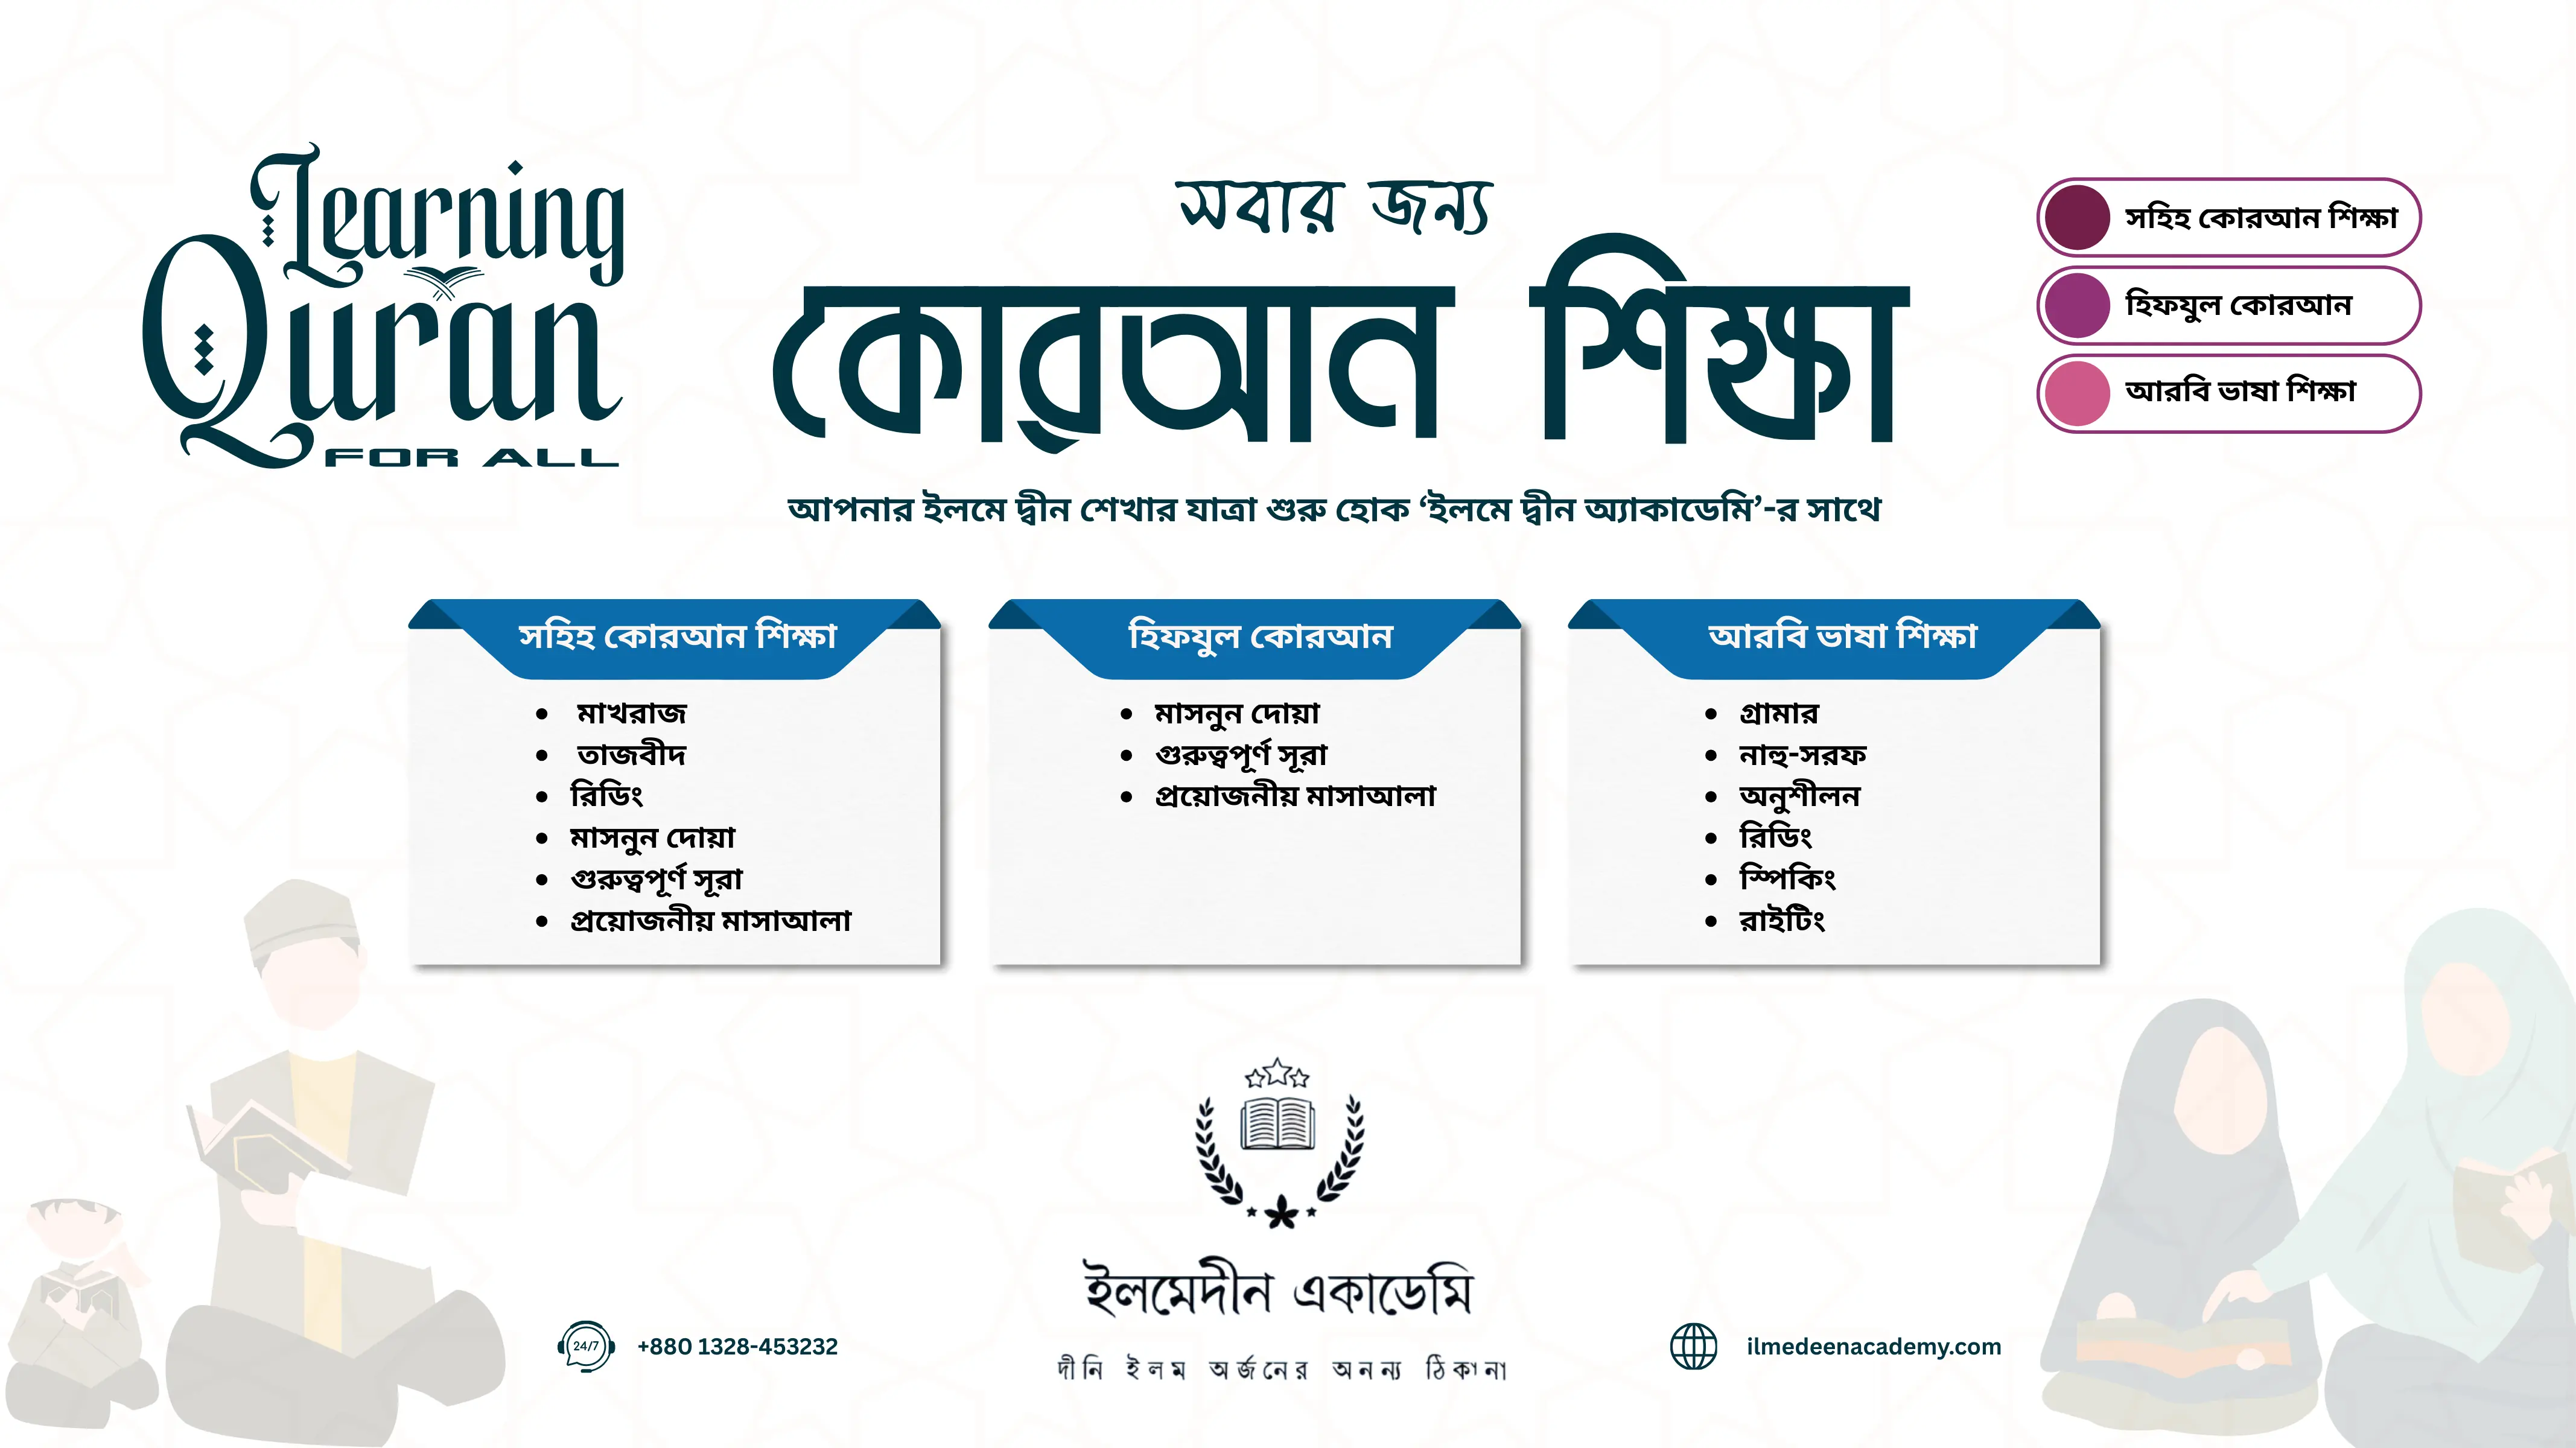 Learning
Quran
FOR ALL
সবার জন্য
কোরআন শিক্ষা
আপনার ইলমে দ্বীন শেখার যাত্রা শুরু হোক ‘ইলমে দ্বীন অ্যাকাডেমি’-র সাথে
সহিহ কোরআন শিক্ষা
হিফযুল কোরআন
আরবি ভাষা শিক্ষা
সহিহ কোরআন শিক্ষা
• মাখরাজ
• তাজবীদ
• রিডিং
• মাসনুন দোয়া
• গুরুত্বপূর্ণ সূরা
• প্রয়োজনীয় মাসাআলা
হিফযুল কোরআন
• মাসনুন দোয়া
• গুরুত্বপূর্ণ সূরা
• প্রয়োজনীয় মাসাআলা
আরবি ভাষা শিক্ষা
• গ্রামার
• নাহু-সরফ
• অনুশীলন
• রিডিং
• স্পিকিং
• রাইটিং
ইলমেদীন একাডেমি
দীনি ইলম অর্জনের অনন্য ঠিকানা
24/7
+880 1328-453232
ilmedeenacademy.com